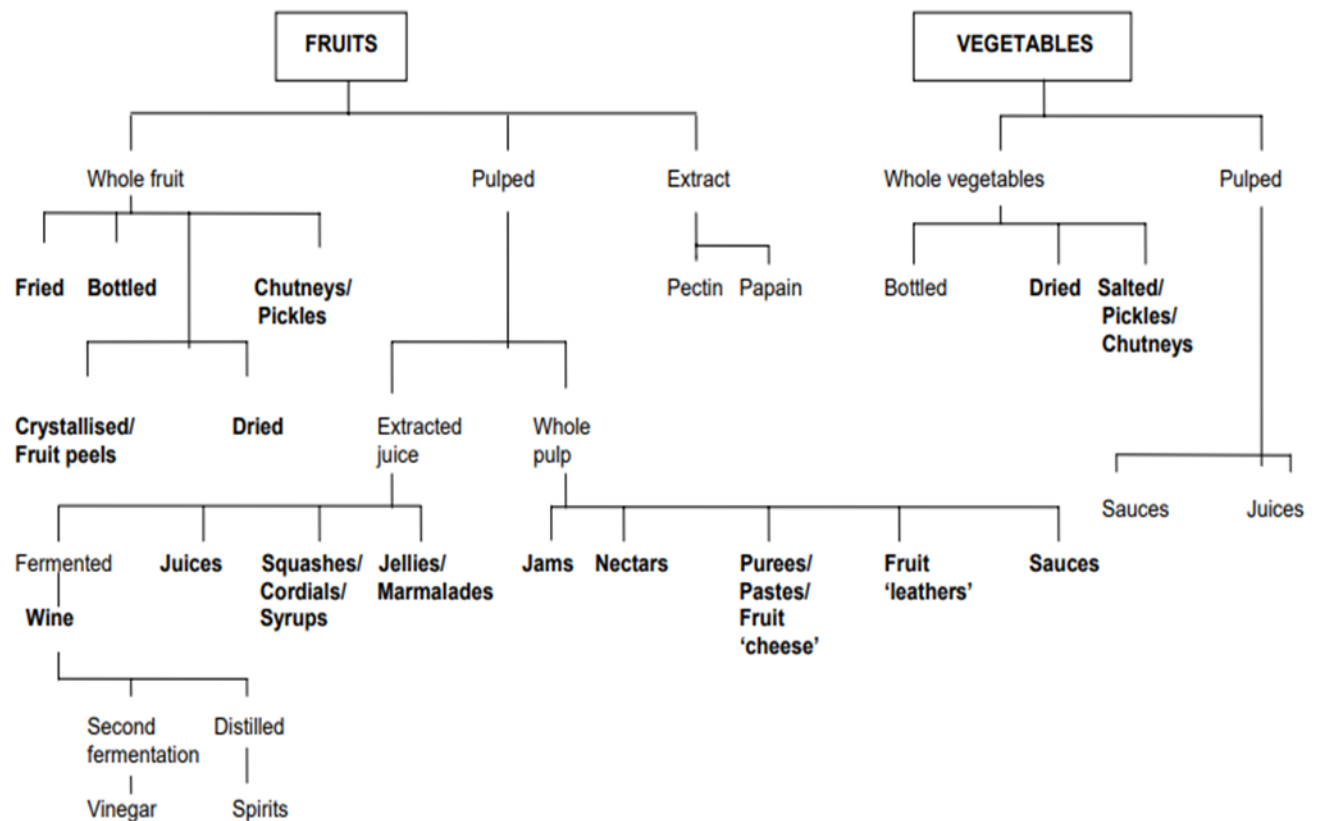 FRUITS
VEGETABLES
Whole fruit
Pulped
Extract
Whole vegetables
Pulped
Fried
Bottled
Chutneys/
Pickles
Pectin
Papain
Bottled
Dried
Salted/
Pickles/
Chutneys
Crystallised/
Fruit peels
Dried
Extracted
juice
Whole
pulp
Sauces
Juices
Fermented
Wine
Juices
Squashes/
Cordials/
Syrups
Jellies/
Marmalades
Jams
Nectars
Purees/
Pastes/
Fruit
‘cheese’
Fruit
‘leathers’
Sauces
Second
fermentation
Distilled
Vinegar
Spirits